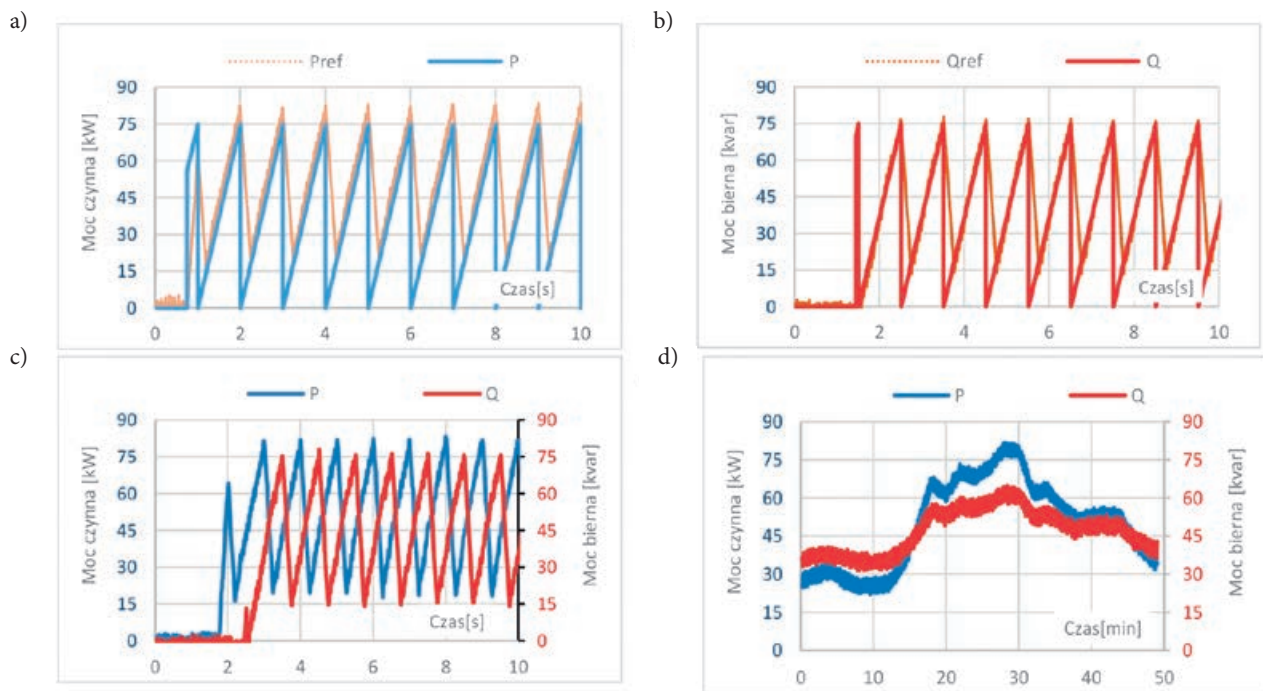 a)
Pref P
Moc czynna [kW]
90
75
60
45
30
15
0
Czas[s]
0 2 4 6 8 10
b)
Qref Q
Moc bierna [kvar]
90
75
60
45
30
15
0
Czas[s]
0 2 4 6 8 10
c)
P Q
Moc czynna [kW]
90
75
60
45
30
15
0
90
75
60
45
30
15
0
Moc bierna [kvar]
Czas[s]
0 2 4 6 8 10
d)
P Q
Moc czynna [kW]
90
75
60
45
30
15
0
90
75
60
45
30
15
0
Moc bierna [kvar]
Czas[min]
0 10 20 30 40 50